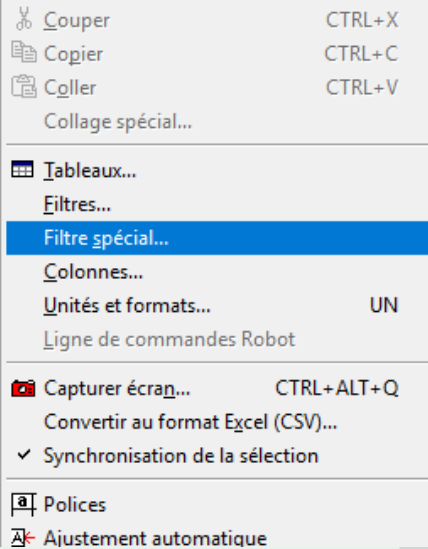 Couper CTRL+X
Copier CTRL+C
Coller CTRL+V
Collage spécial...
Tableaux...
Filtres...
Filtre spécial...
Colonnes...
Unités et formats... UN
Ligne de commandes Robot
Capturer écran... CTRL+ALT+Q
Convertir au format Excel (CSV)...
Synchronisation de la sélection
a Polices
A Ajustement automatique